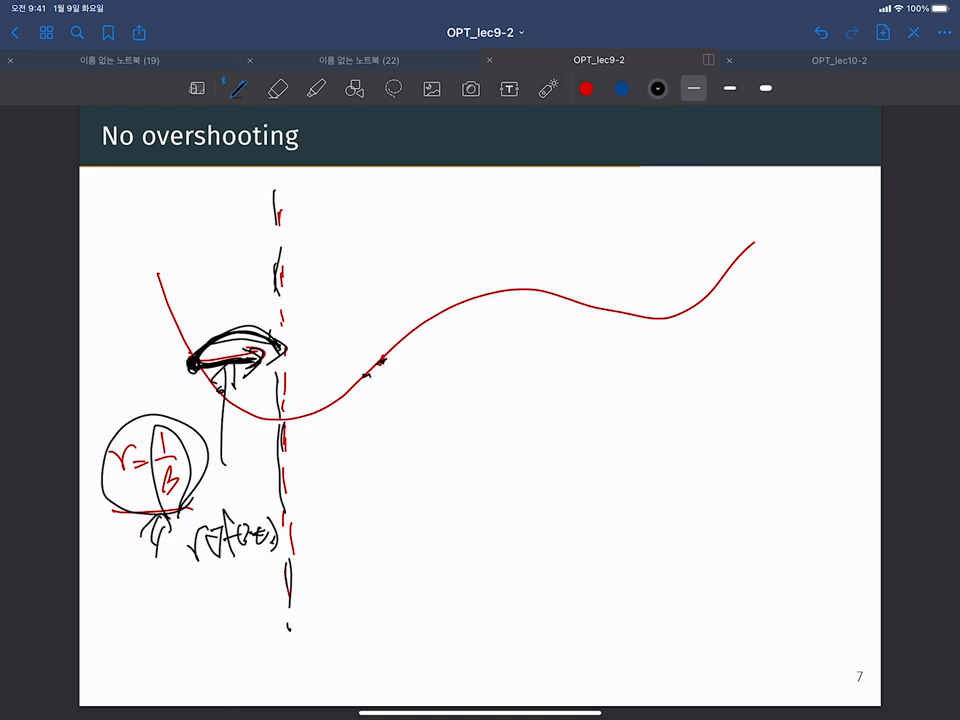 오전 9:41 1월 9일 화요일
100%
OPT_lec9-2
이름 없는 노트북 (19)
이름 없는 노트북 (22)
OPT_lec9-2
OPT_lec10-2
No overshooting
γ = 1/β
γ∇f(x_t)
7